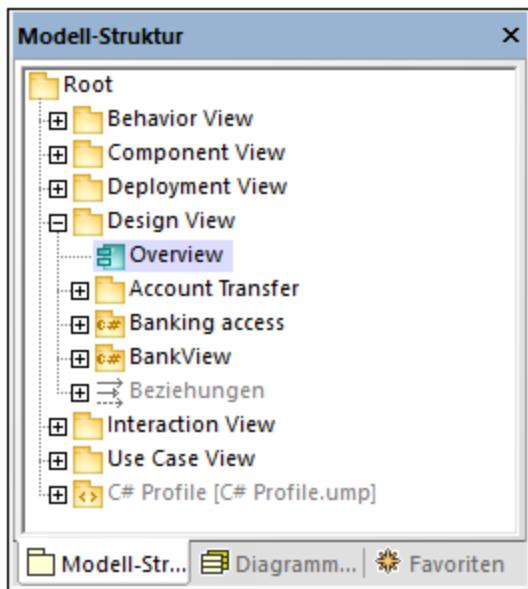 Modell-Struktur
Root
Behavior View
Component View
Deployment View
Design View
Overview
Account Transfer
c# Banking access
c# BankView
Beziehungen
Interaction View
Use Case View
C# Profile [C# Profile.ump]
Modell-Str... Diagramm... Favoriten